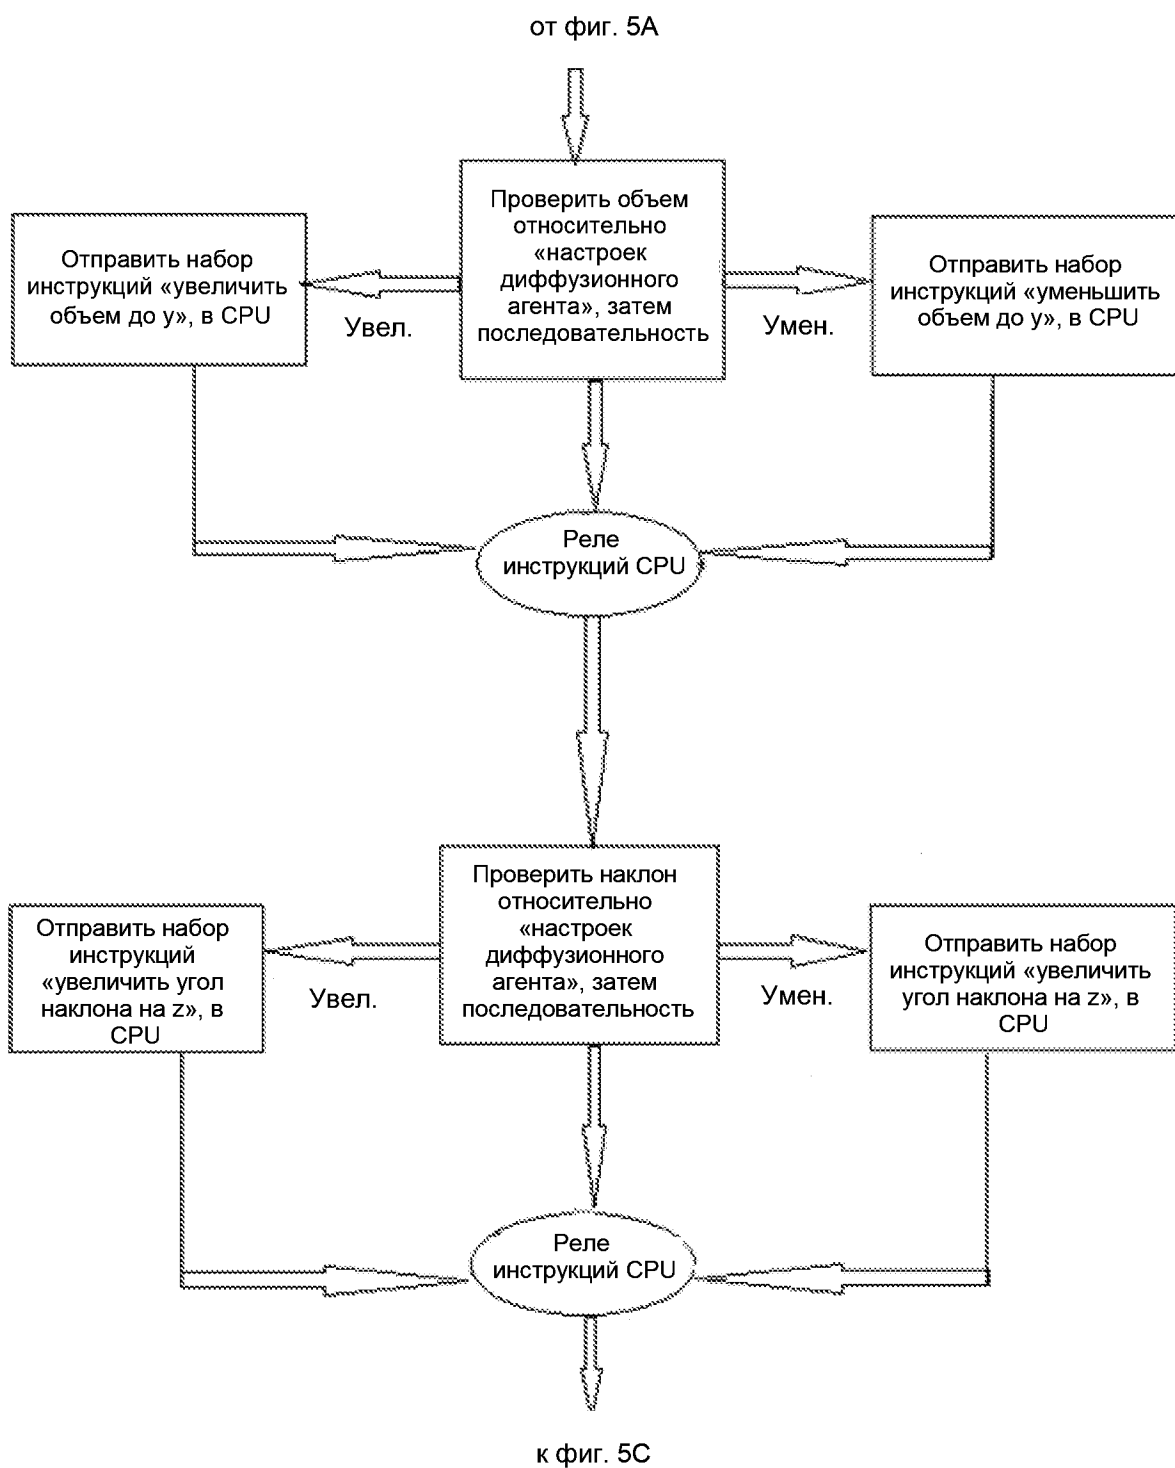 от фиг. 5А
Проверить объем
относительно
«настроек
диффузионного
агента», затем
последовательность
Отправить набор
инструкций «увеличить
объем до y», в CPU
Увел.
Умен.
Отправить набор
инструкций «уменьшить
объем до y», в CPU
Реле
инструкций CPU
Проверить наклон
относительно
«настроек
диффузионного
агента», затем
последовательность
Отправить набор
инструкций
«увеличить угол
наклона на z», в
CPU
Увел.
Умен.
Отправить набор
инструкций «увеличить
угол наклона на z», в
CPU
Реле
инструкций CPU
к фиг. 5С